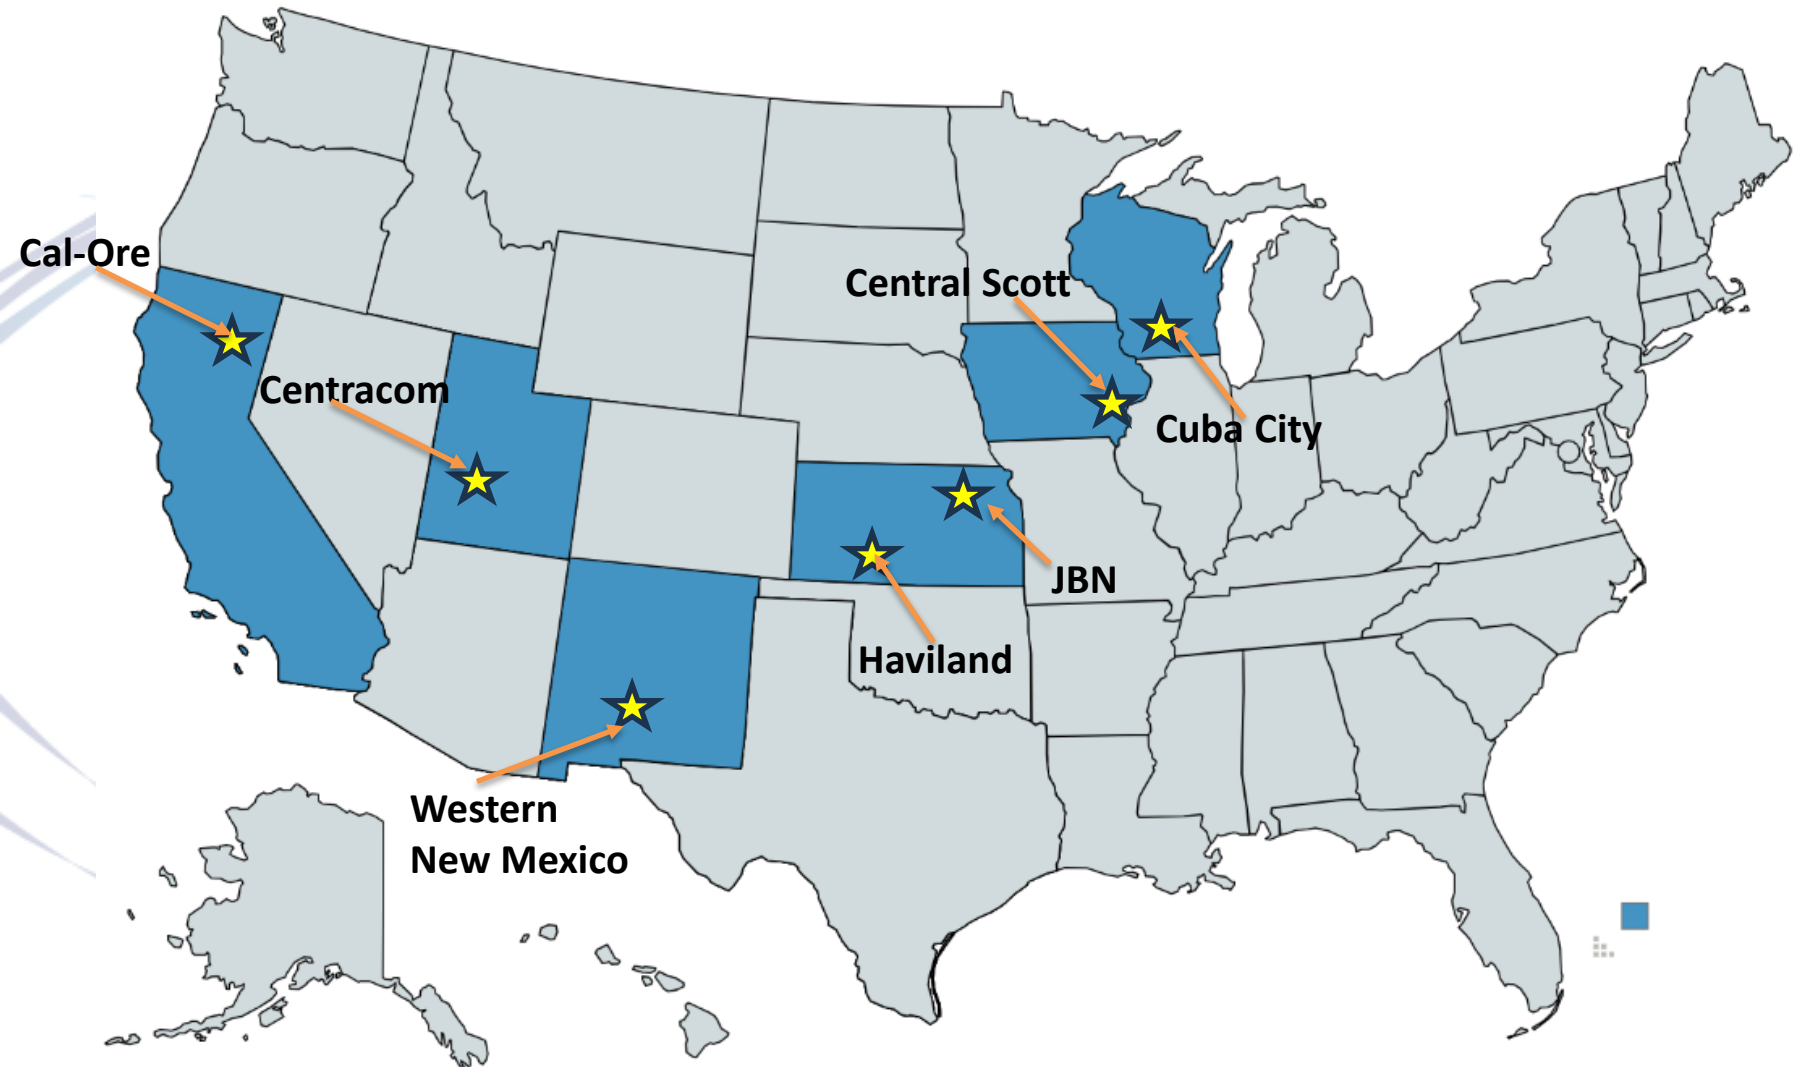 Cal-Ore
Central Scott
Centracom
Cuba City
JBN
Haviland
Western
New Mexico